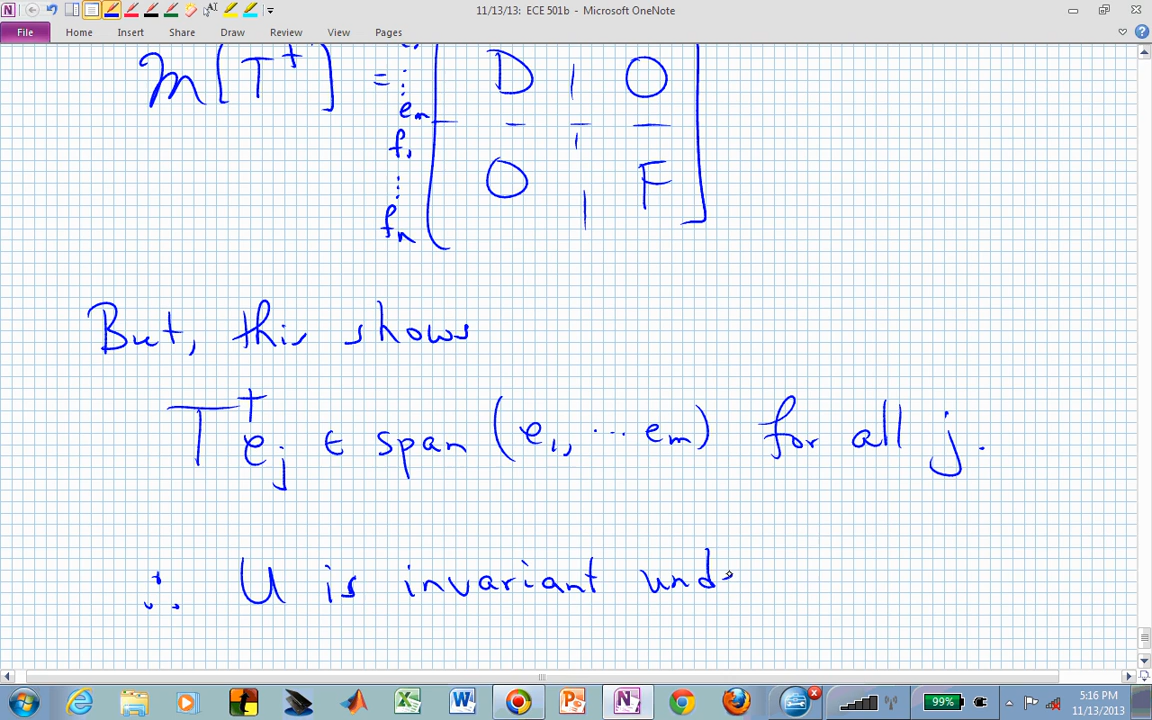 11/13/13: ECE 501b - Microsoft OneNote
File Home Insert Share Draw Review View Pages
M[T†] = ⋮ em f1 ⋮ fn [ D | O
O | F ]
But, this shows
T†ej ∈ span (e1, ... em) for all j.
∴ U is invariant und
99% 5:16 PM
11/13/2013